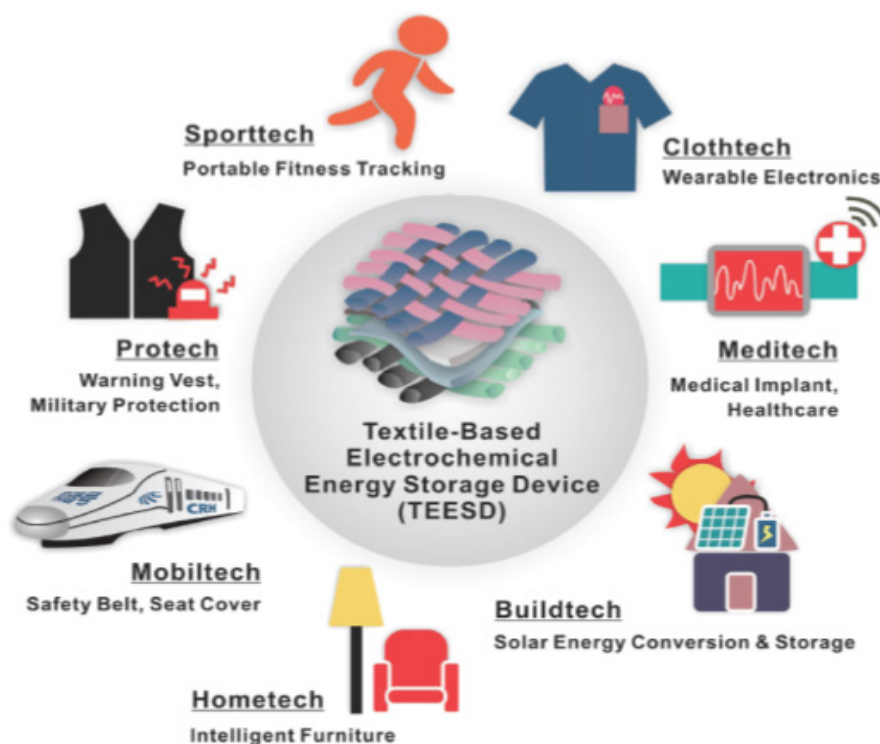 Sporttech
Portable Fitness Tracking
Clothtech
Wearable Electronics
Protech
Warning Vest,
Military Protection
Meditech
Medical Implant,
Healthcare
Textile-Based
Electrochemical
Energy Storage Device
(TEESD)
CRH
Mobiltech
Safety Belt, Seat Cover
Buildtech
Solar Energy Conversion & Storage
Hometech
Intelligent Furniture